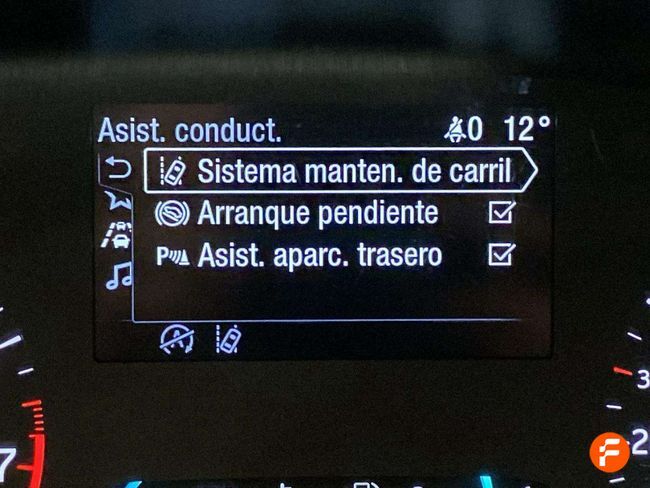 Asist. conduct. 0 12°
Sistema manten. de carril
Arranque pendiente
P Asist. aparc. trasero
A
3
2
7